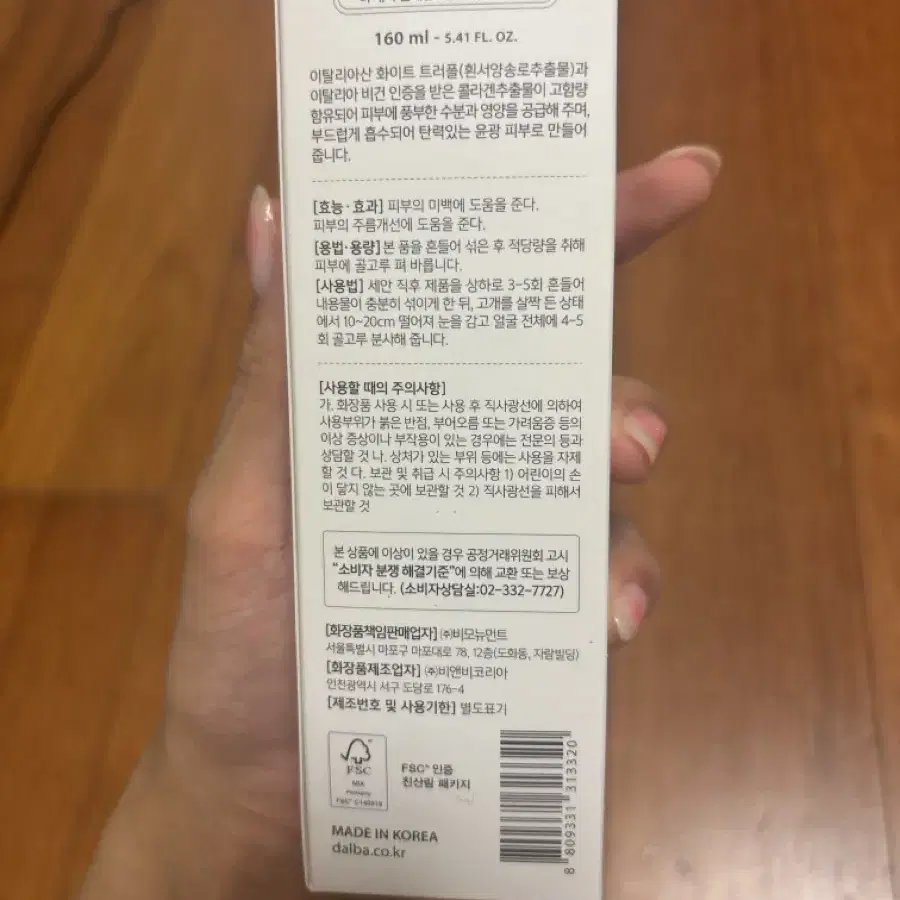 160 ml - 5.41 FL. OZ.
이탈리아산 화이트 트러플(흰서양송로추출물)과
이탈리아 비건 인증을 받은 콜라겐추출물이 고함량
함유되어 피부에 풍부한 수분과 영양을 공급해 주며,
부드럽게 흡수되어 탄력있는 윤광 피부로 만들어
줍니다.
[효능·효과] 피부의 미백에 도움을 준다.
피부의 주름개선에 도움을 준다.
[용법·용량] 본 품을 흔들어 섞은 후 적당량을 취해
피부에 골고루 펴 바릅니다.
[사용법] 세안 직후 제품을 상하로 3-5회 흔들어
내용물이 충분히 섞이게 한 뒤, 고개를 살짝 든 상태
에서 10~20cm 떨어져 눈을 감고 얼굴 전체에 4-5
회 골고루 분사해 줍니다.
[사용할 때의 주의사항]
가. 화장품 사용 시 또는 사용 후 직사광선에 의하여
사용부위가 붉은 반점, 부어오름 또는 가려움증 등의
이상 증상이나 부작용이 있는 경우에는 전문의 등과
상담할 것 나. 상처가 있는 부위 등에는 사용을 자제
할 것 다. 보관 및 취급 시 주의사항 1) 어린이의 손
이 닿지 않는 곳에 보관할 것 2) 직사광선을 피해서
보관할 것
본 상품에 이상이 있을 경우 공정거래위원회 고시
"소비자 분쟁 해결기준"에 의해 교환 또는 보상
해드립니다. (소비자상담실:02-332-7727)
[화장품책임판매업자] ㈜비모뉴먼트
서울특별시 마포구 마포대로 78, 12층(도화동, 자람빌딩)
[화장품제조업자] ㈜비앤비코리아
인천광역시 서구 도담로 176-4
[제조번호 및 사용기한] 별도표기
FSC
MIX
Packaging
FSC® 인증
친산림 패키지
MADE IN KOREA
dalba.co.kr
8 809331 313320